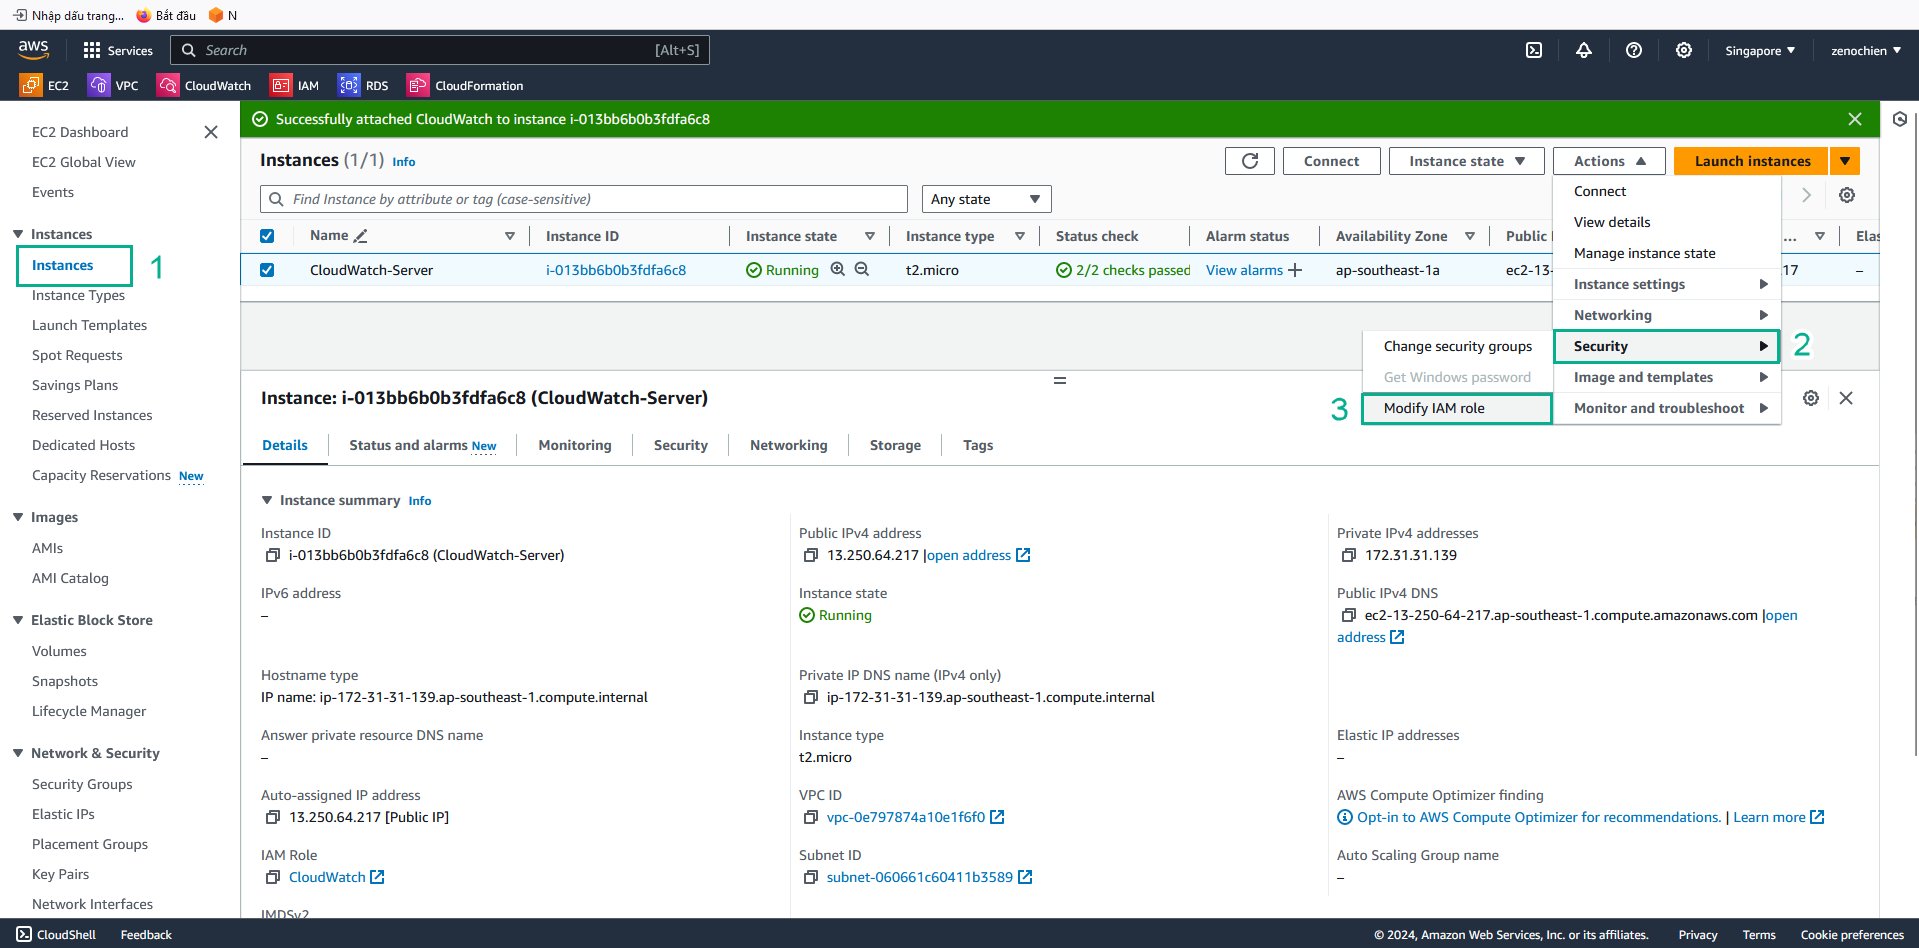 Nhập dấu trang...
Bắt đầu
N
aws
Services
Search
[Alt+S]
Singapore
zenochien
EC2
VPC
CloudWatch
IAM
RDS
CloudFormation
EC2 Dashboard
EC2 Global View
Events
Instances
Instances
1
Instance Types
Launch Templates
Spot Requests
Savings Plans
Reserved Instances
Dedicated Hosts
Capacity Reservations New
Images
AMIs
AMI Catalog
Elastic Block Store
Volumes
Snapshots
Lifecycle Manager
Network & Security
Security Groups
Elastic IPs
Placement Groups
Key Pairs
Network Interfaces
Successfully attached CloudWatch to instance i-013bb6b0b3fdfa6c8
Instances (1/1) Info
Connect
Instance state
Actions
Launch instances
Find Instance by attribute or tag (case-sensitive)
Any state
Name
Instance ID
Instance state
Instance type
Status check
Alarm status
Availability Zone
Public I
...
Elas
CloudWatch-Server
i-013bb6b0b3fdfa6c8
Running
t2.micro
2/2 checks passed
View alarms
ap-southeast-1a
ec2-13-
17
–
Connect
View details
Manage instance state
Instance settings
Networking
Security
2
Image and templates
Monitor and troubleshoot
Change security groups
Get Windows password
3
Modify IAM role
Instance: i-013bb6b0b3fdfa6c8 (CloudWatch-Server)
Details
Status and alarms New
Monitoring
Security
Networking
Storage
Tags
Instance summary Info
Instance ID
i-013bb6b0b3fdfa6c8 (CloudWatch-Server)
Public IPv4 address
13.250.64.217 |open address
Private IPv4 addresses
172.31.31.139
IPv6 address
–
Instance state
Running
Public IPv4 DNS
ec2-13-250-64-217.ap-southeast-1.compute.amazonaws.com |open
address
Hostname type
IP name: ip-172-31-31-139.ap-southeast-1.compute.internal
Private IP DNS name (IPv4 only)
ip-172-31-31-139.ap-southeast-1.compute.internal
Answer private resource DNS name
–
Instance type
t2.micro
Elastic IP addresses
–
Auto-assigned IP address
13.250.64.217 [Public IP]
VPC ID
vpc-0e797874a10e1f6f0
AWS Compute Optimizer finding
Opt-in to AWS Compute Optimizer for recommendations. | Learn more
IAM Role
CloudWatch
Subnet ID
subnet-060661c60411b3589
Auto Scaling Group name
–
IMDSv2
CloudShell
Feedback
© 2024, Amazon Web Services, Inc. or its affiliates.
Privacy
Terms
Cookie preferences